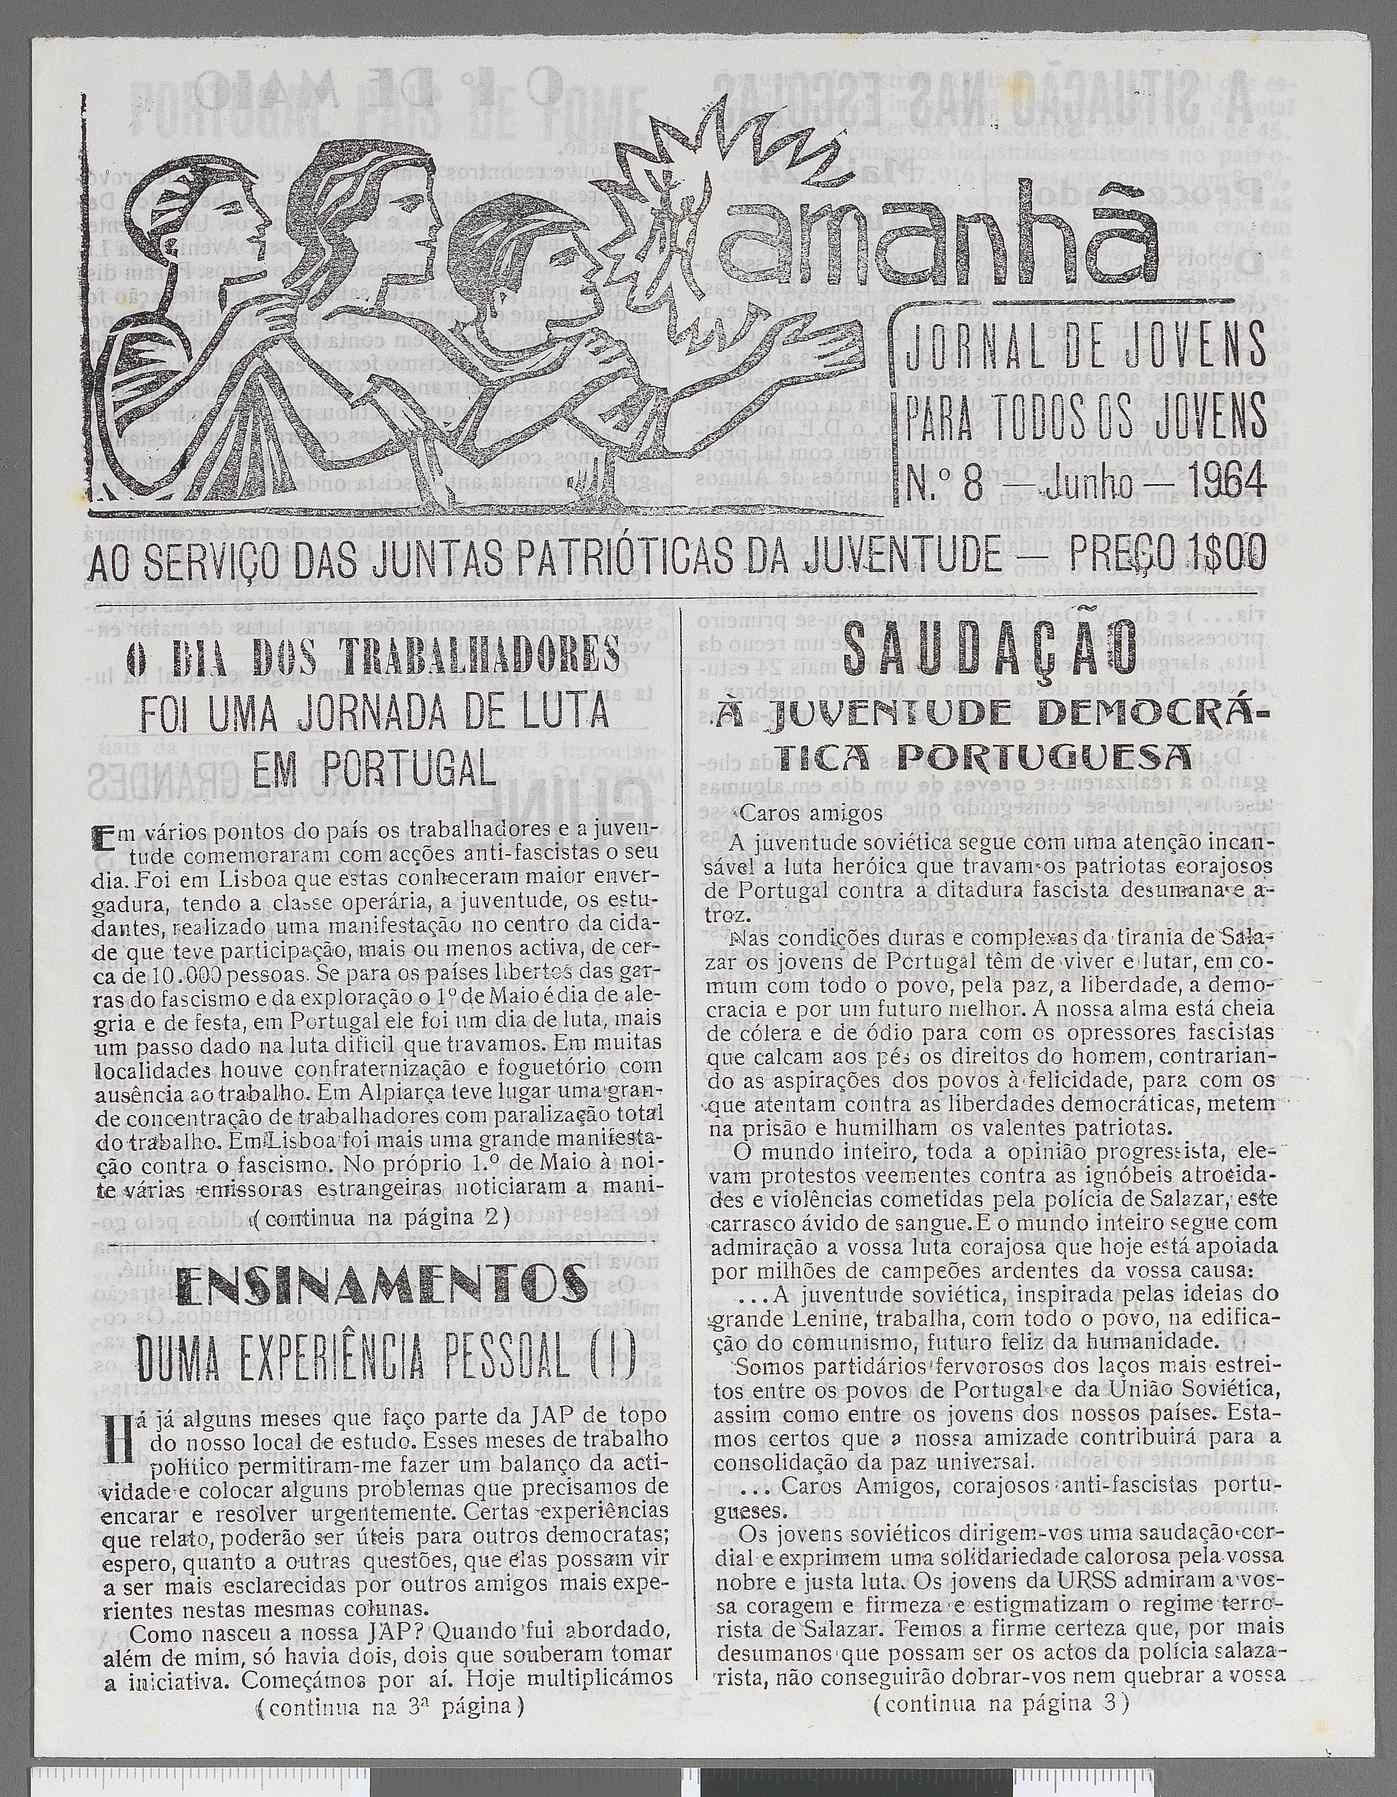 amanhã
JORNAL DE JOVENS
PARA TODOS OS JOVENS
N.º 8 — Junho — 1964
AO SERVIÇO DAS JUNTAS PATRIÓTICAS DA JUVENTUDE — PREÇO 1$00
O DIA DOS TRABALHADORES
FOI UMA JORNADA DE LUTA
EM PORTUGAL
Em vários pontos do país os trabalhadores e a juven-
tude comemoraram com acções anti-fascistas o seu
dia. Foi em Lisboa que estas conheceram maior enver-
gadura, tendo a classe operária, a juventude, os estu-
dantes, realizado uma manifestação no centro da cida-
de que teve participação, mais ou menos activa, de cer-
ca de 10.000 pessoas. Se para os países libertos das gar-
ras do fascismo e da exploração o 1º de Maio é dia de ale-
gria e de festa, em Portugal ele foi um dia de luta, mais
um passo dado na luta dificil que travamos. Em muitas
localidades houve confraternização e foguetório com
ausência ao trabalho. Em Alpiarça teve lugar uma gran-
de concentração de trabalhadores com paralização total
do trabalho. Em Lisboa foi mais uma grande manifesta-
ção contra o fascismo. No próprio 1.º de Maio à noi-
te várias emissoras estrangeiras noticiaram a mani-
(continua na página 2)
ENSINAMENTOS
DUMA EXPERIÊNCIA PESSOAL (I)
Há já alguns meses que faço parte da JAP de topo
do nosso local de estudo. Esses meses de trabalho
político permitiram-me fazer um balanço da acti-
vidade e colocar alguns problemas que precisamos de
encarar e resolver urgentemente. Certas experiências
que relato, poderão ser úteis para outros democratas;
espero, quanto a outras questões, que elas possam vir
a ser mais esclarecidas por outros amigos mais expe-
rientes nestas mesmas colunas.
Como nasceu a nossa JAP? Quando fui abordado,
além de mim, só havia dois, dois que souberam tomar
a iniciativa. Começámos por aí. Hoje multiplicámos
(continua na 3ª página)
SAUDAÇÃO
À JUVENTUDE DEMOCRÁ-
TICA PORTUGUESA
Caros amigos
A juventude soviética segue com uma atenção incan-
sável a luta heróica que travam os patriotas corajosos
de Portugal contra a ditadura fascista desumana e a-
troz.
Nas condições duras e complexas da tirania de Sala-
zar os jovens de Portugal têm de viver e lutar, em co-
mum com todo o povo, pela paz, a liberdade, a demo-
cracia e por um futuro melhor. A nossa alma está cheia
de cólera e de ódio para com os opressores fascistas
que calcam aos pés os direitos do homem, contrarian-
do as aspirações dos povos à felicidade, para com os
que atentam contra as liberdades democráticas, metem
na prisão e humilham os valentes patriotas.
O mundo inteiro, toda a opinião progressista, ele-
vam protestos veementes contra as ignóbeis atrocida-
des e violências cometidas pela polícia de Salazar, este
carrasco ávido de sangue. E o mundo inteiro segue com
admiração a vossa luta corajosa que hoje está apoiada
por milhões de campeões ardentes da vossa causa:
...A juventude soviética, inspirada pelas ideias do
grande Lenine, trabalha, com todo o povo, na edifica-
ção do comunismo, futuro feliz da humanidade.
Somos partidários fervorosos dos laços mais estrei-
tos entre os povos de Portugal e da União Soviética,
assim como entre os jovens dos nossos países. Esta-
mos certos que a nossa amizade contribuirá para a
consolidação da paz universal.
... Caros Amigos, corajosos anti-fascistas portu-
gueses.
Os jovens soviéticos dirigem-vos uma saudação cor-
dial e exprimem uma solidariedade calorosa pela vossa
nobre e justa luta. Os jovens da URSS admiram a vos-
sa coragem e firmeza e estigmatizam o regime terro-
rista de Salazar. Temos a firme certeza que, por mais
desumanos que possam ser os actos da polícia salaza-
rista, não conseguirão dobrar-vos nem quebrar a vossa
(continua na página 3)